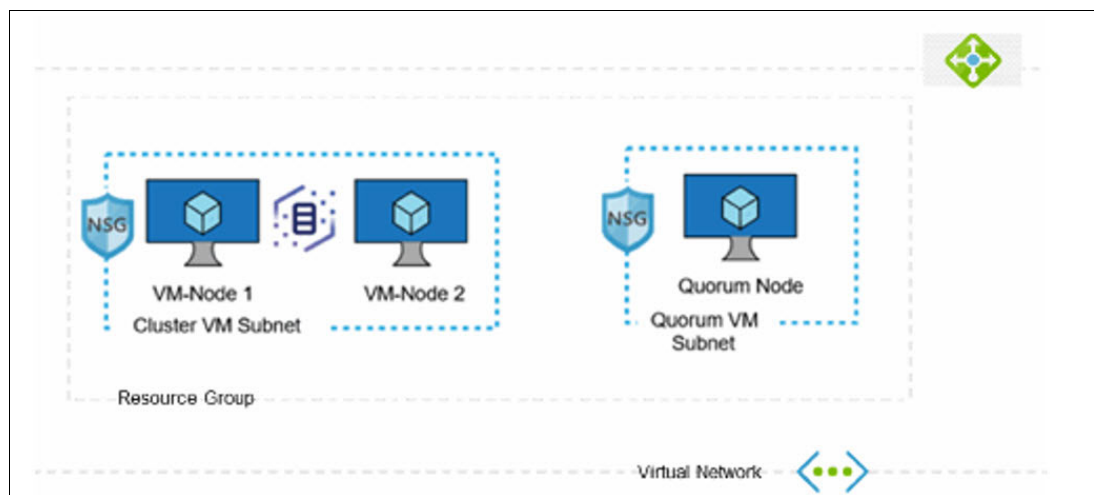 NSG
VM-Node 1
VM-Node 2
Cluster VM Subnet
NSG
Quorum Node
Quorum VM
Subnet
Resource Group
Virtual Network